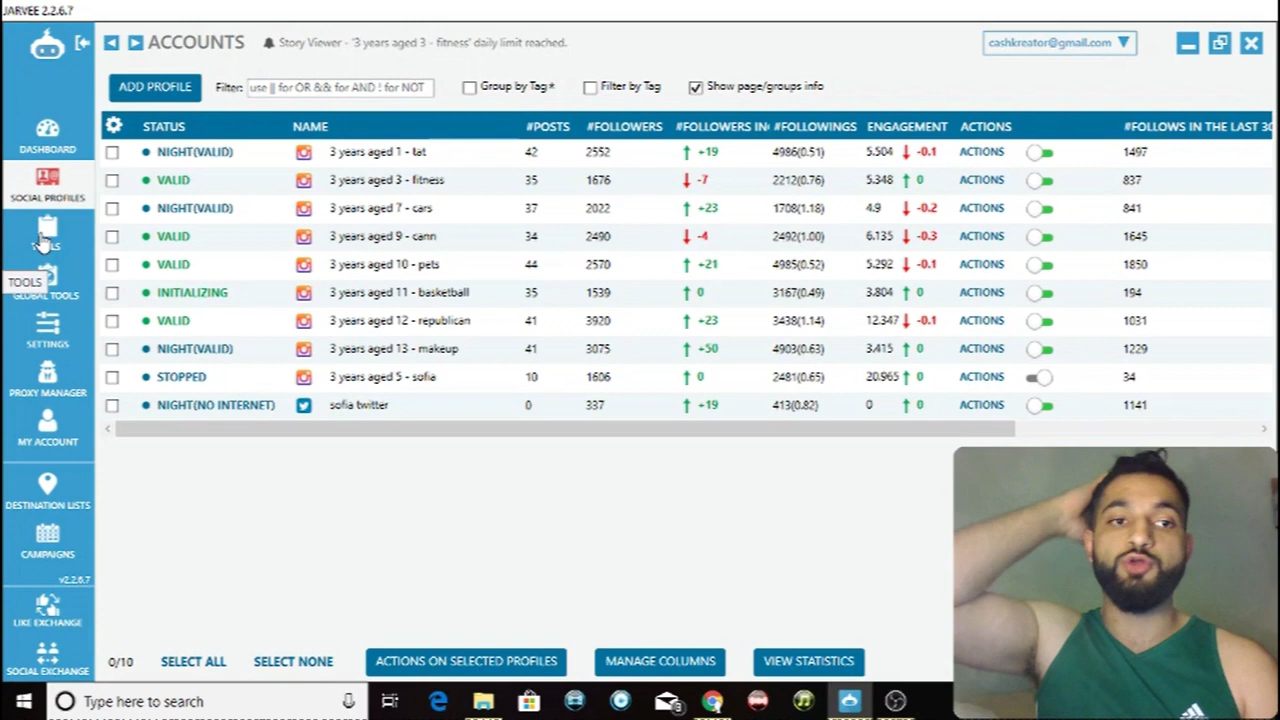 JARVEE 2.2.6.7
ACCOUNTS
Story Viewer - '3 years aged 3 - fitness' daily limit reached.
cashkreator@gmail.com
ADD PROFILE
Filter:
use || for OR && for AND ! for NOT
Group by Tag*
Filter by Tag
Show page/groups info
STATUS NAME #POSTS #FOLLOWERS #FOLLOWERS IN #FOLLOWINGS ENGAGEMENT ACTIONS #FOLLOWS IN THE LAST 30
NIGHT(VALID) 3 years aged 1 - tat 42 2552 +19 4986(0.51) 5.504 -0.1 ACTIONS 1497
VALID 3 years aged 3 - fitness 35 1676 -7 2212(0.76) 5.348 0 ACTIONS 837
NIGHT(VALID) 3 years aged 7 - cars 37 2022 +23 1708(1.18) 4.9 -0.2 ACTIONS 841
VALID 3 years aged 9 - cann 34 2490 -4 2492(1.00) 6.135 -0.3 ACTIONS 1645
VALID 3 years aged 10 - pets 44 2570 +21 4985(0.52) 5.292 -0.1 ACTIONS 1850
INITIALIZING 3 years aged 11 - basketball 35 1539 0 3167(0.49) 3.804 0 ACTIONS 194
VALID 3 years aged 12 - republican 41 3920 +23 3438(1.14) 12.347 -0.1 ACTIONS 1031
NIGHT(VALID) 3 years aged 13 - makeup 41 3075 +50 4903(0.63) 3.415 0 ACTIONS 1229
STOPPED 3 years aged 5 - sofia 10 1606 0 2481(0.65) 20.965 0 ACTIONS 34
NIGHT(NO INTERNET) sofia twitter 0 337 +19 413(0.82) 0 0 ACTIONS 1141
DASHBOARD
SOCIAL PROFILES
TOOLS
GLOBAL TOOLS
SETTINGS
PROXY MANAGER
MY ACCOUNT
DESTINATION LISTS
CAMPAIGNS
v2.2.6.7
LIKE EXCHANGE
SOCIAL EXCHANGE
0/10 SELECT ALL SELECT NONE ACTIONS ON SELECTED PROFILES MANAGE COLUMNS VIEW STATISTICS
Type here to search